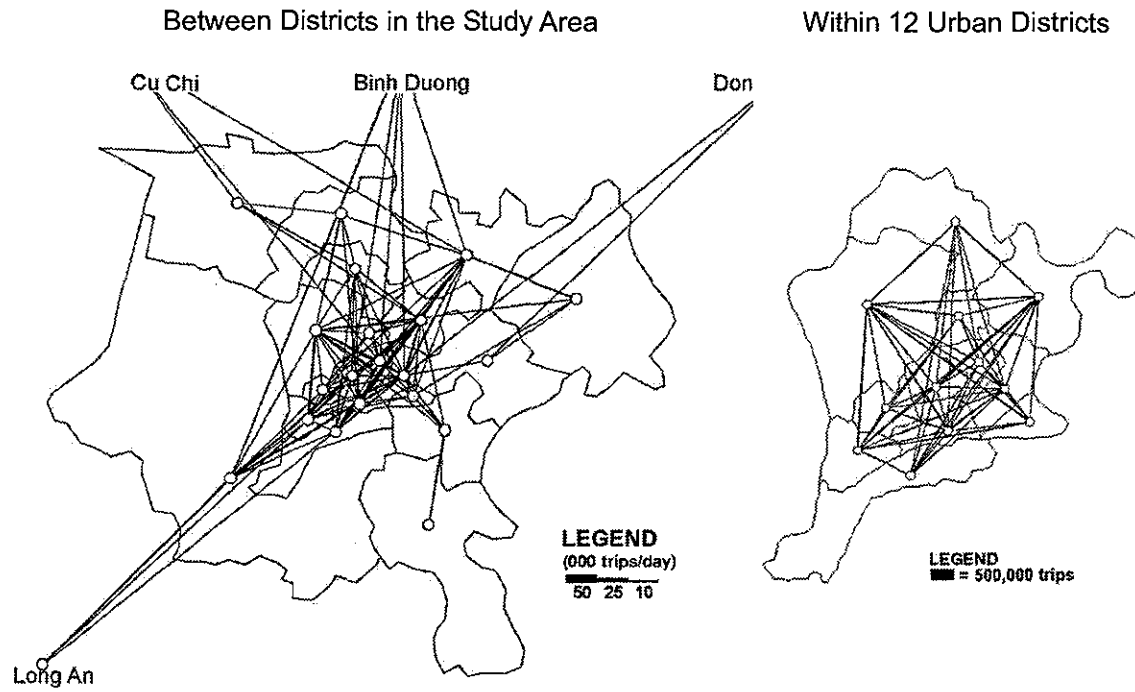 Between Districts in the Study Area
Within 12 Urban Districts
Cu Chi
Binh Duong
Don
LEGEND
(000 trips/day)
50 25 10
LEGEND
= 500,000 trips
Long An